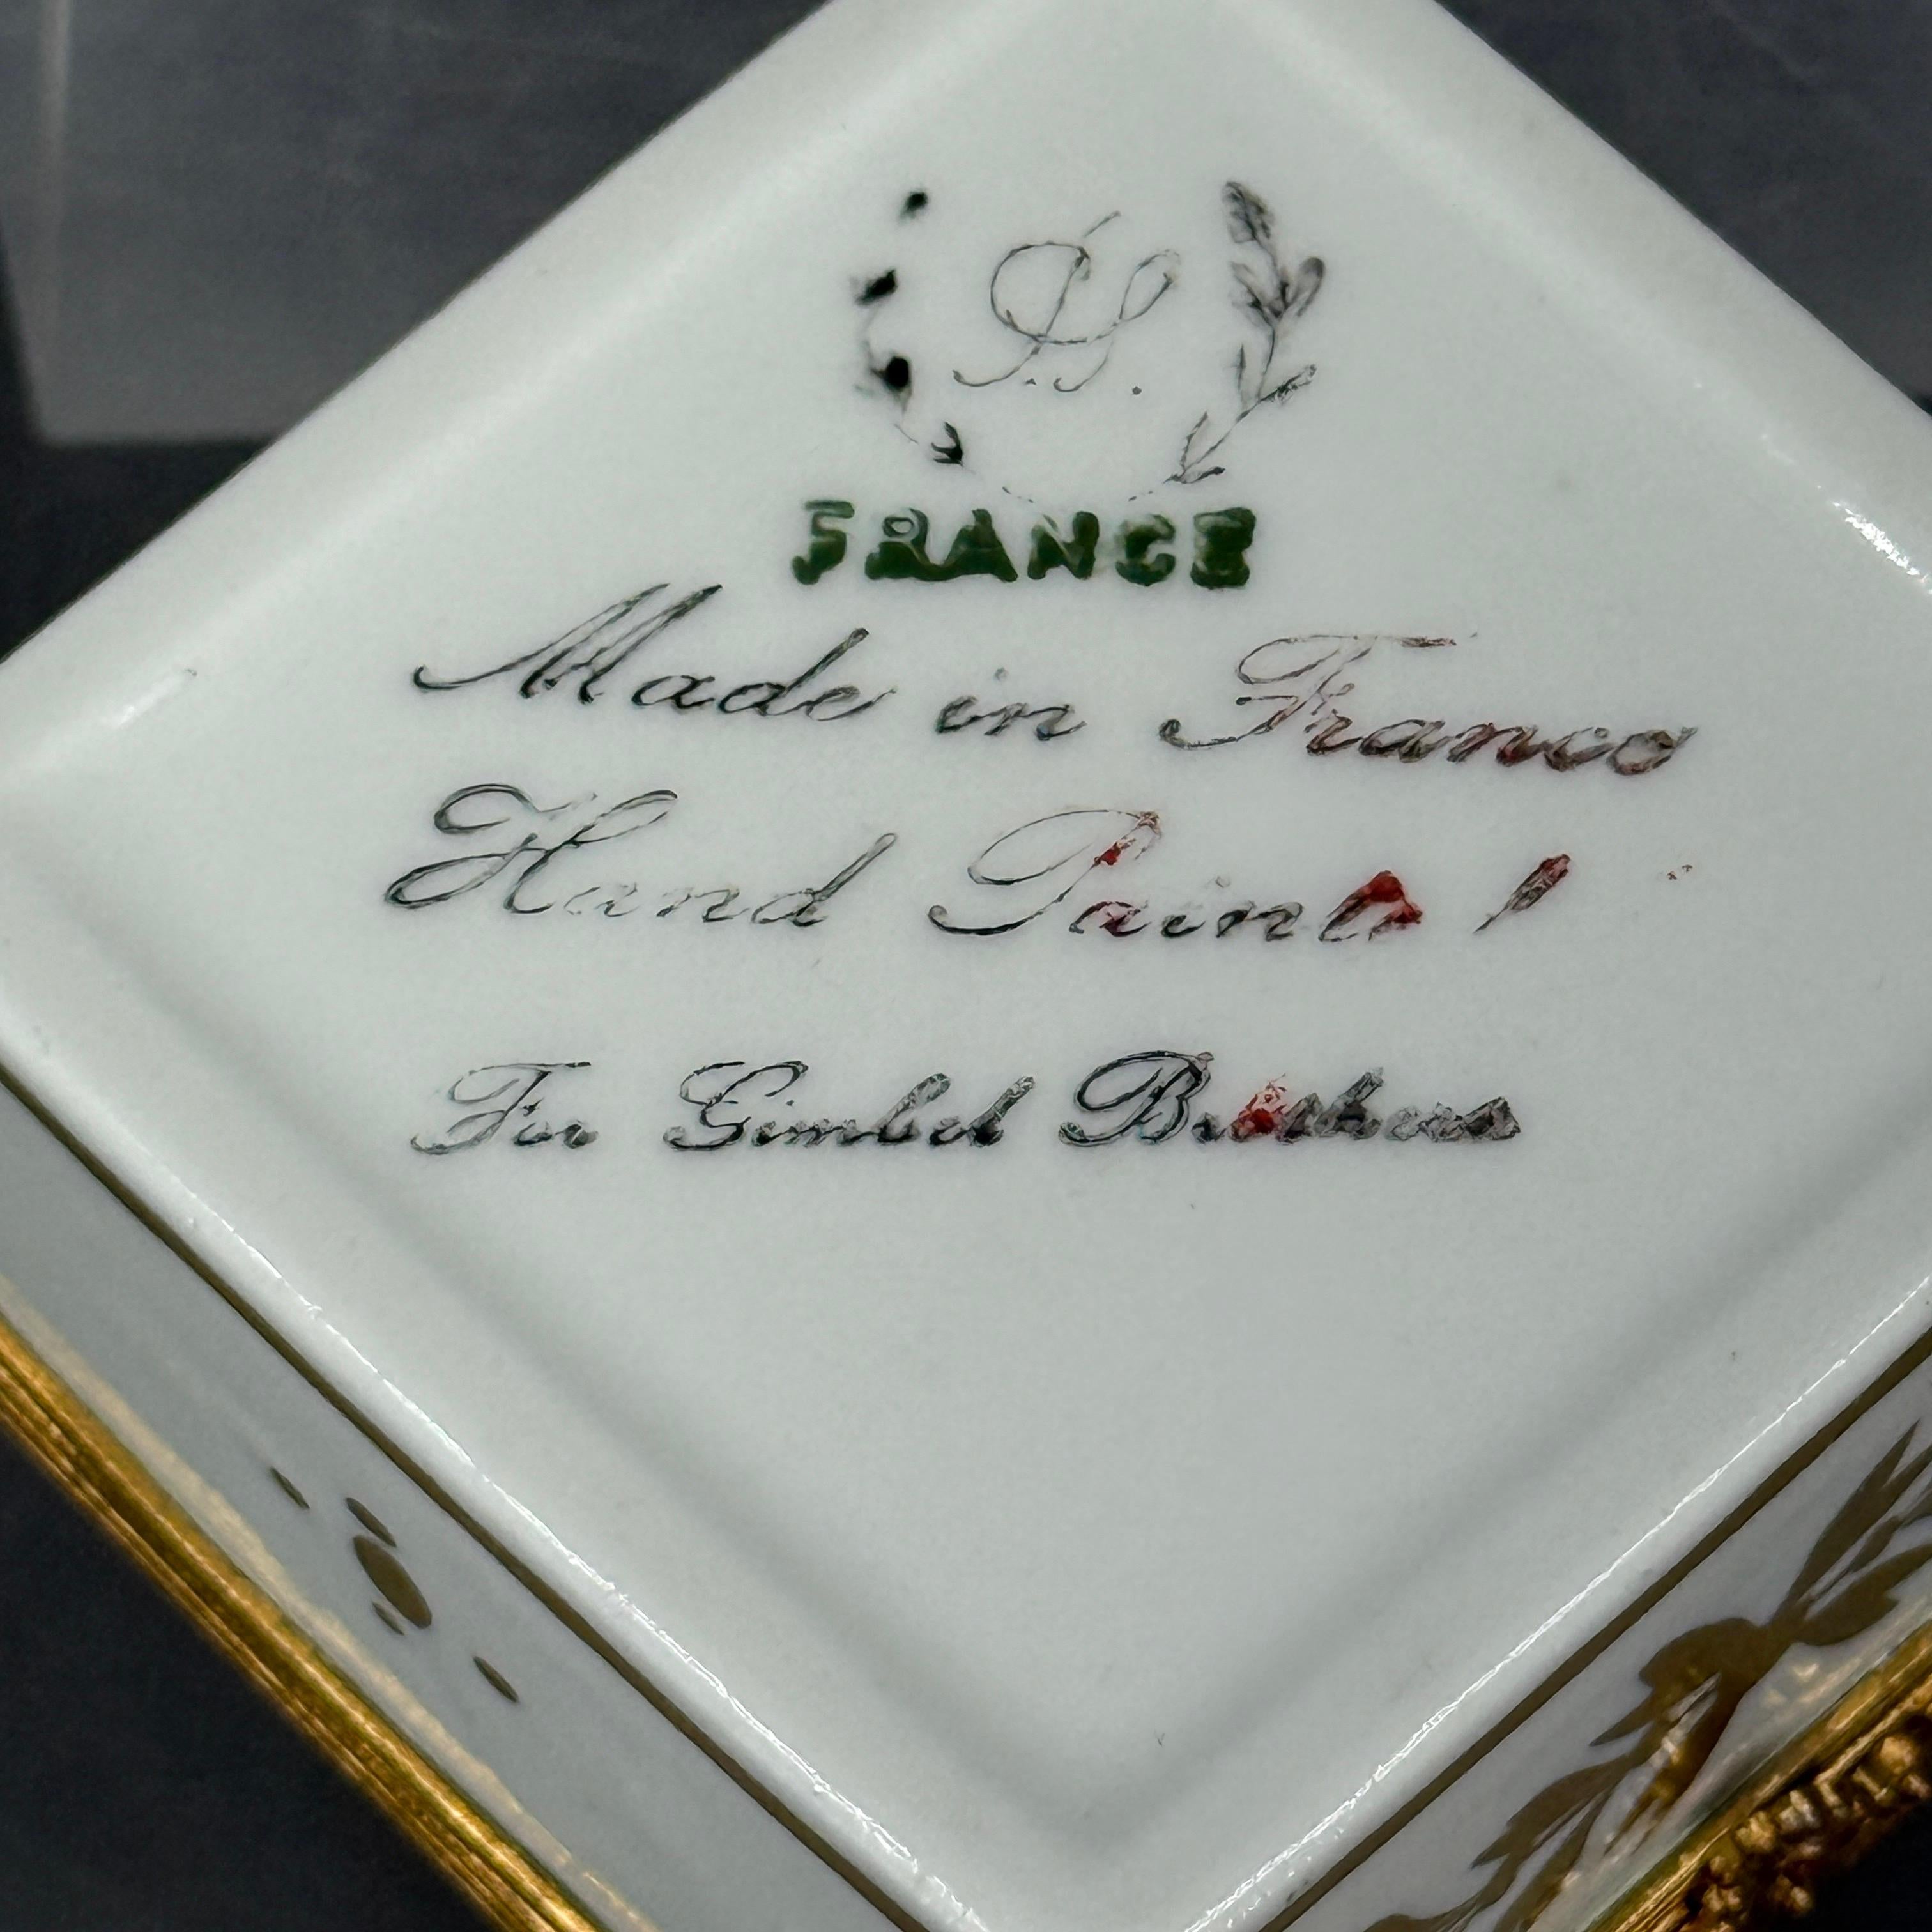 FRANCE
Made in France
Hand Painted
For Gimbel Brothers